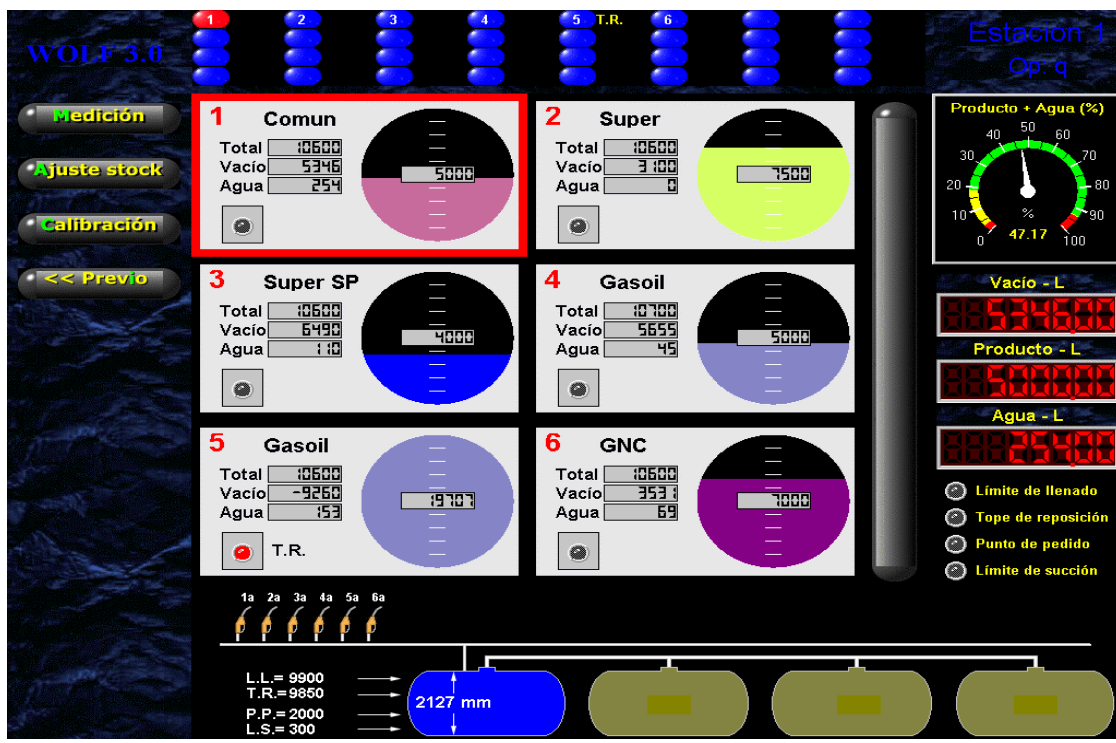 WOLF 3.0
1 2 3 4 5 T.R. 6
Estacion 1
Op: q
Medición
Ajuste stock
Calibración
<< Previo
1 Comun
Total 10600
Vacío 5346
Agua 254
5000
2 Super
Total 10600
Vacío 3100
Agua 0
7500
3 Super SP
Total 10600
Vacío 6490
Agua 110
4000
4 Gasoil
Total 10700
Vacío 5655
Agua 45
5000
5 Gasoil
Total 10600
Vacío -9260
Agua 153
19707
T.R.
6 GNC
Total 10600
Vacío 3531
Agua 69
7000
Producto + Agua (%)
0 10 20 30 40 50 60 70 80 90 100
%
47.17
Vacío - L
5346,00
Producto - L
5000,00
Agua - L
254,00
Límite de llenado
Tope de reposición
Punto de pedido
Límite de succión
1a 2a 3a 4a 5a 6a
L.L.= 9900
T.R.=9850
P.P.= 2000
L.S.= 300
2127 mm